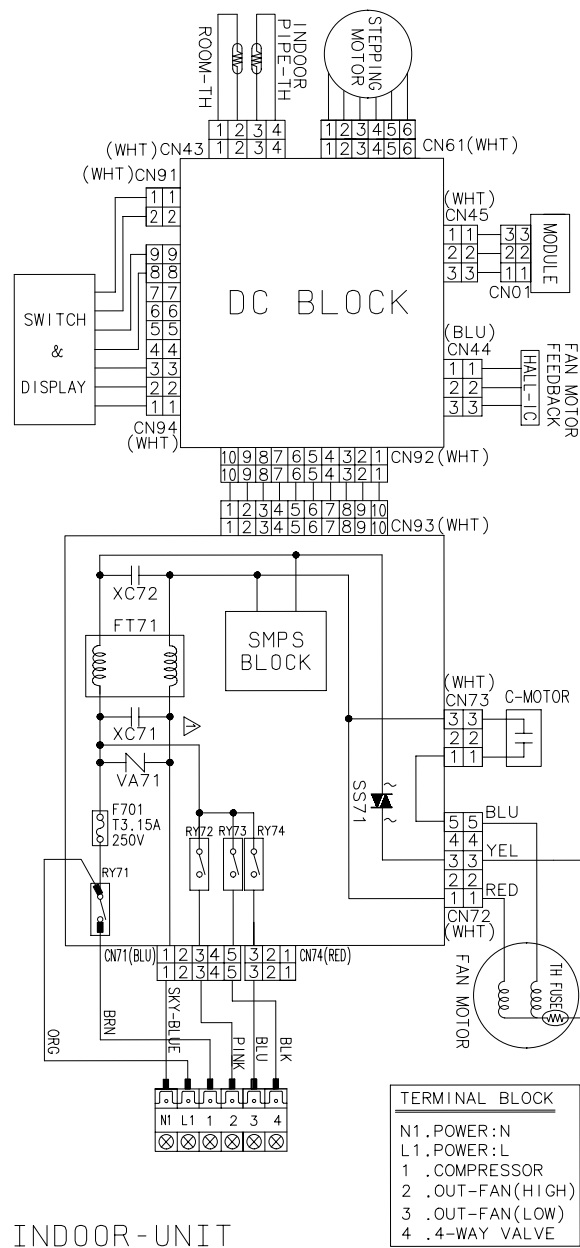 ROOM-TH
INDOOR
PIPE-TH
STEPPING
MOTOR
1 2 3 4
1 2 3 4
(WHT) CN43
1 2 3 4 5 6
1 2 3 4 5 6
CN61(WHT)
(WHT)CN91
1 1
2 2
9 9
8 8
7 7
6 6
5 5
4 4
3 3
2 2
1 1
CN94
(WHT)
SWITCH
&
DISPLAY
DC BLOCK
(WHT)
CN45
1 1
2 2
3 3
3 3
2 2
1 1
CN01
MODULE
(BLU)
CN44
1 1
2 2
3 3
HALL-IC
FAN MOTOR
FEEDBACK
10 9 8 7 6 5 4 3 2 1
10 9 8 7 6 5 4 3 2 1
CN92(WHT)
1 2 3 4 5 6 7 8 9 10
1 2 3 4 5 6 7 8 9 10
CN93(WHT)
XC72
FT71
SMPS
BLOCK
XC71
1
VA71
F701
T3.15A
250V
RY71
RY72
RY73
RY74
SS71
(WHT)
CN73
3 3
2 2
1 1
C-MOTOR
5 5
4 4
3 3
2 2
1 1
CN72
(WHT)
BLU
YEL
RED
TH FUSE
FAN MOTOR
CN71(BLU)
1 2 3 4 5
1 2 3 4 5
3 2 1
3 2 1
CN74(RED)
ORG
BRN
SKY-BLUE
PINK
BLU
BLK
N1 L1 1 2 3 4
TERMINAL BLOCK
N1.POWER:N
L1.POWER:L
1 .COMPRESSOR
2 .OUT-FAN(HIGH)
3 .OUT-FAN(LOW)
4 .4-WAY VALVE
INDOOR-UNIT